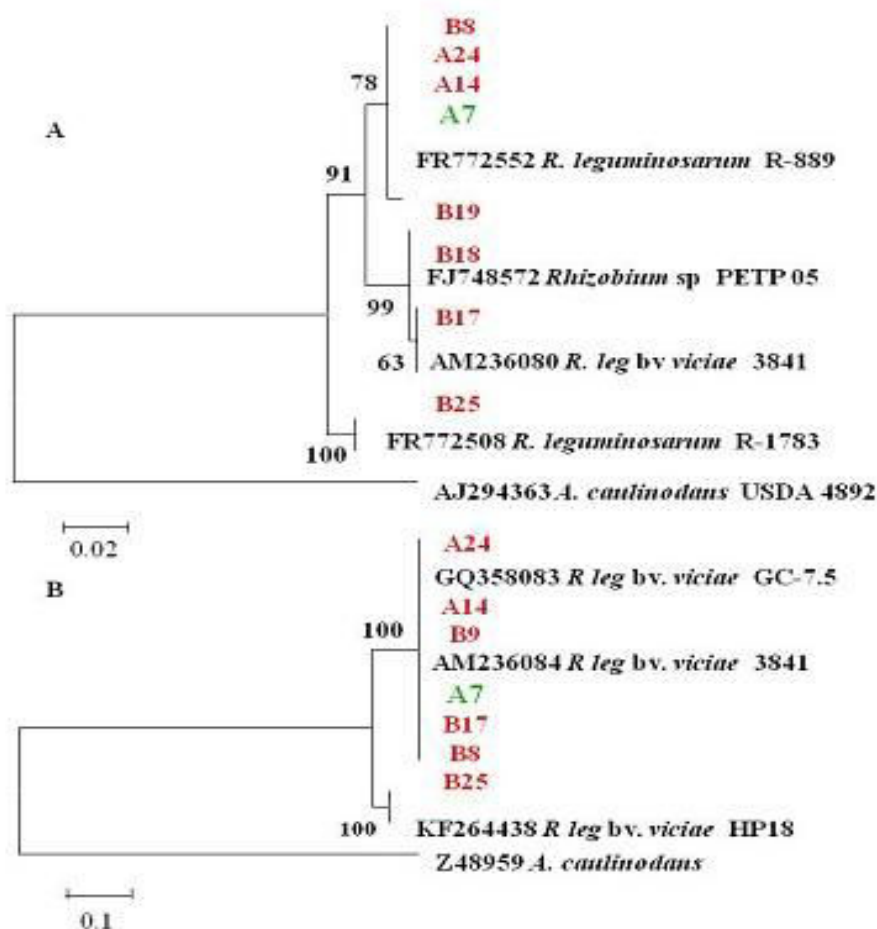 B8
A24
78
A14
A7
A
FR772552 R. leguminosarum R-889
91
B19
B18
FJ748572 Rhizobium sp PETP 05
99
B17
63
AM236080 R. leg bv viciae 3841
B25
FR772508 R. leguminosarum R-1783
100
AJ294363 A. caulinodans USDA 4892
0.02
A24
GQ358083 R leg bv. viciae GC-7.5
B
A14
100
B9
AM236084 R leg bv. viciae 3841
A7
B17
B8
B25
100
KF264438 R leg bv. viciae HP18
Z48959 A. caulinodans
0.1